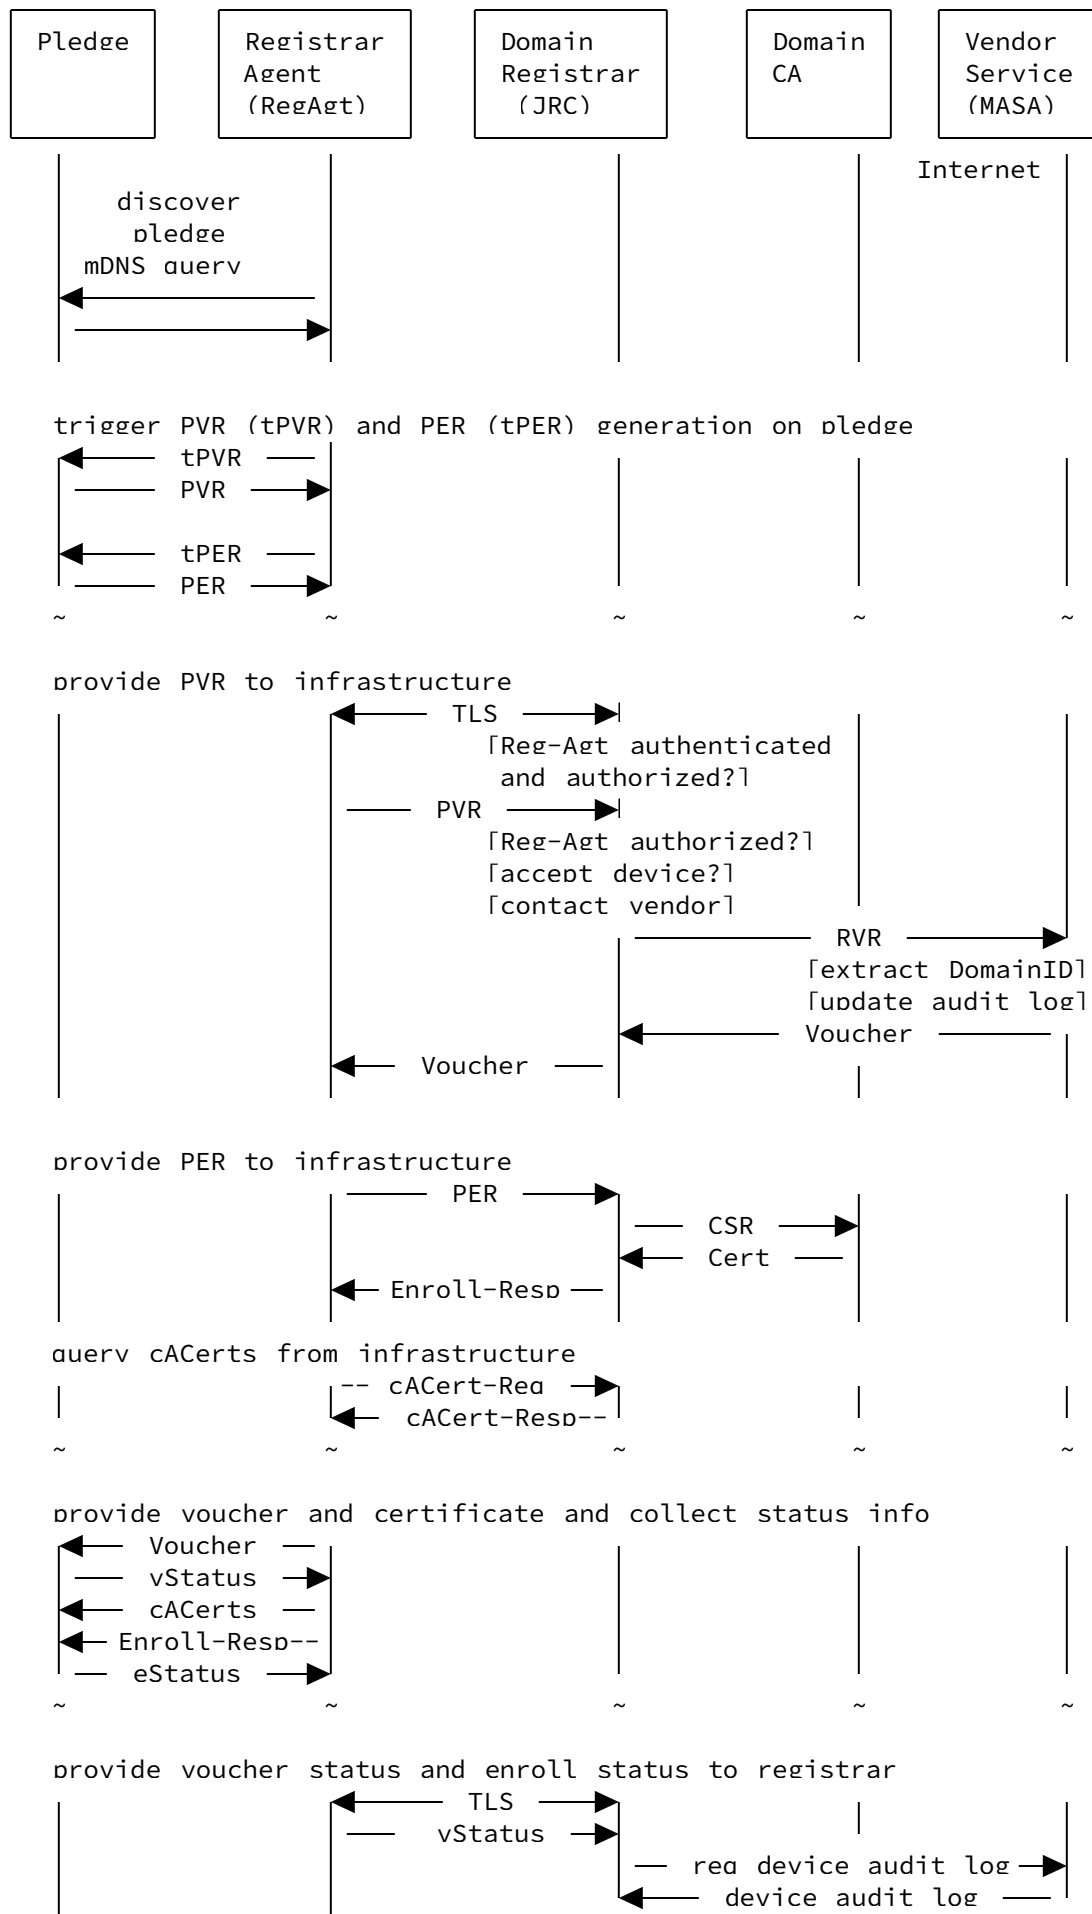 Pledge
Registrar
Agent
(RegAgt)
Domain
Registrar
(JRC)
Domain
CA
Vendor
Service
(MASA)
Internet
discover
pledge
mDNS query
trigger PVR (tPVR) and PER (tPER) generation on pledge
tPVR
PVR
tPER
PER
~ ~ ~ ~ ~
provide PVR to infrastructure
TLS
[Reg-Agt authenticated
and authorized?]
PVR
[Reg-Agt authorized?]
[accept device?]
[contact vendor]
RVR
[extract DomainID]
[update audit log]
Voucher
Voucher
provide PER to infrastructure
PER
CSR
Cert
Enroll-Resp
query cACerts from infrastructure
-- cACert-Req
cACert-Resp--
~ ~ ~ ~ ~
provide voucher and certificate and collect status info
Voucher
vStatus
cACerts
Enroll-Resp--
eStatus
~ ~ ~ ~ ~
provide voucher status and enroll status to registrar
TLS
vStatus
req device audit log
device audit log